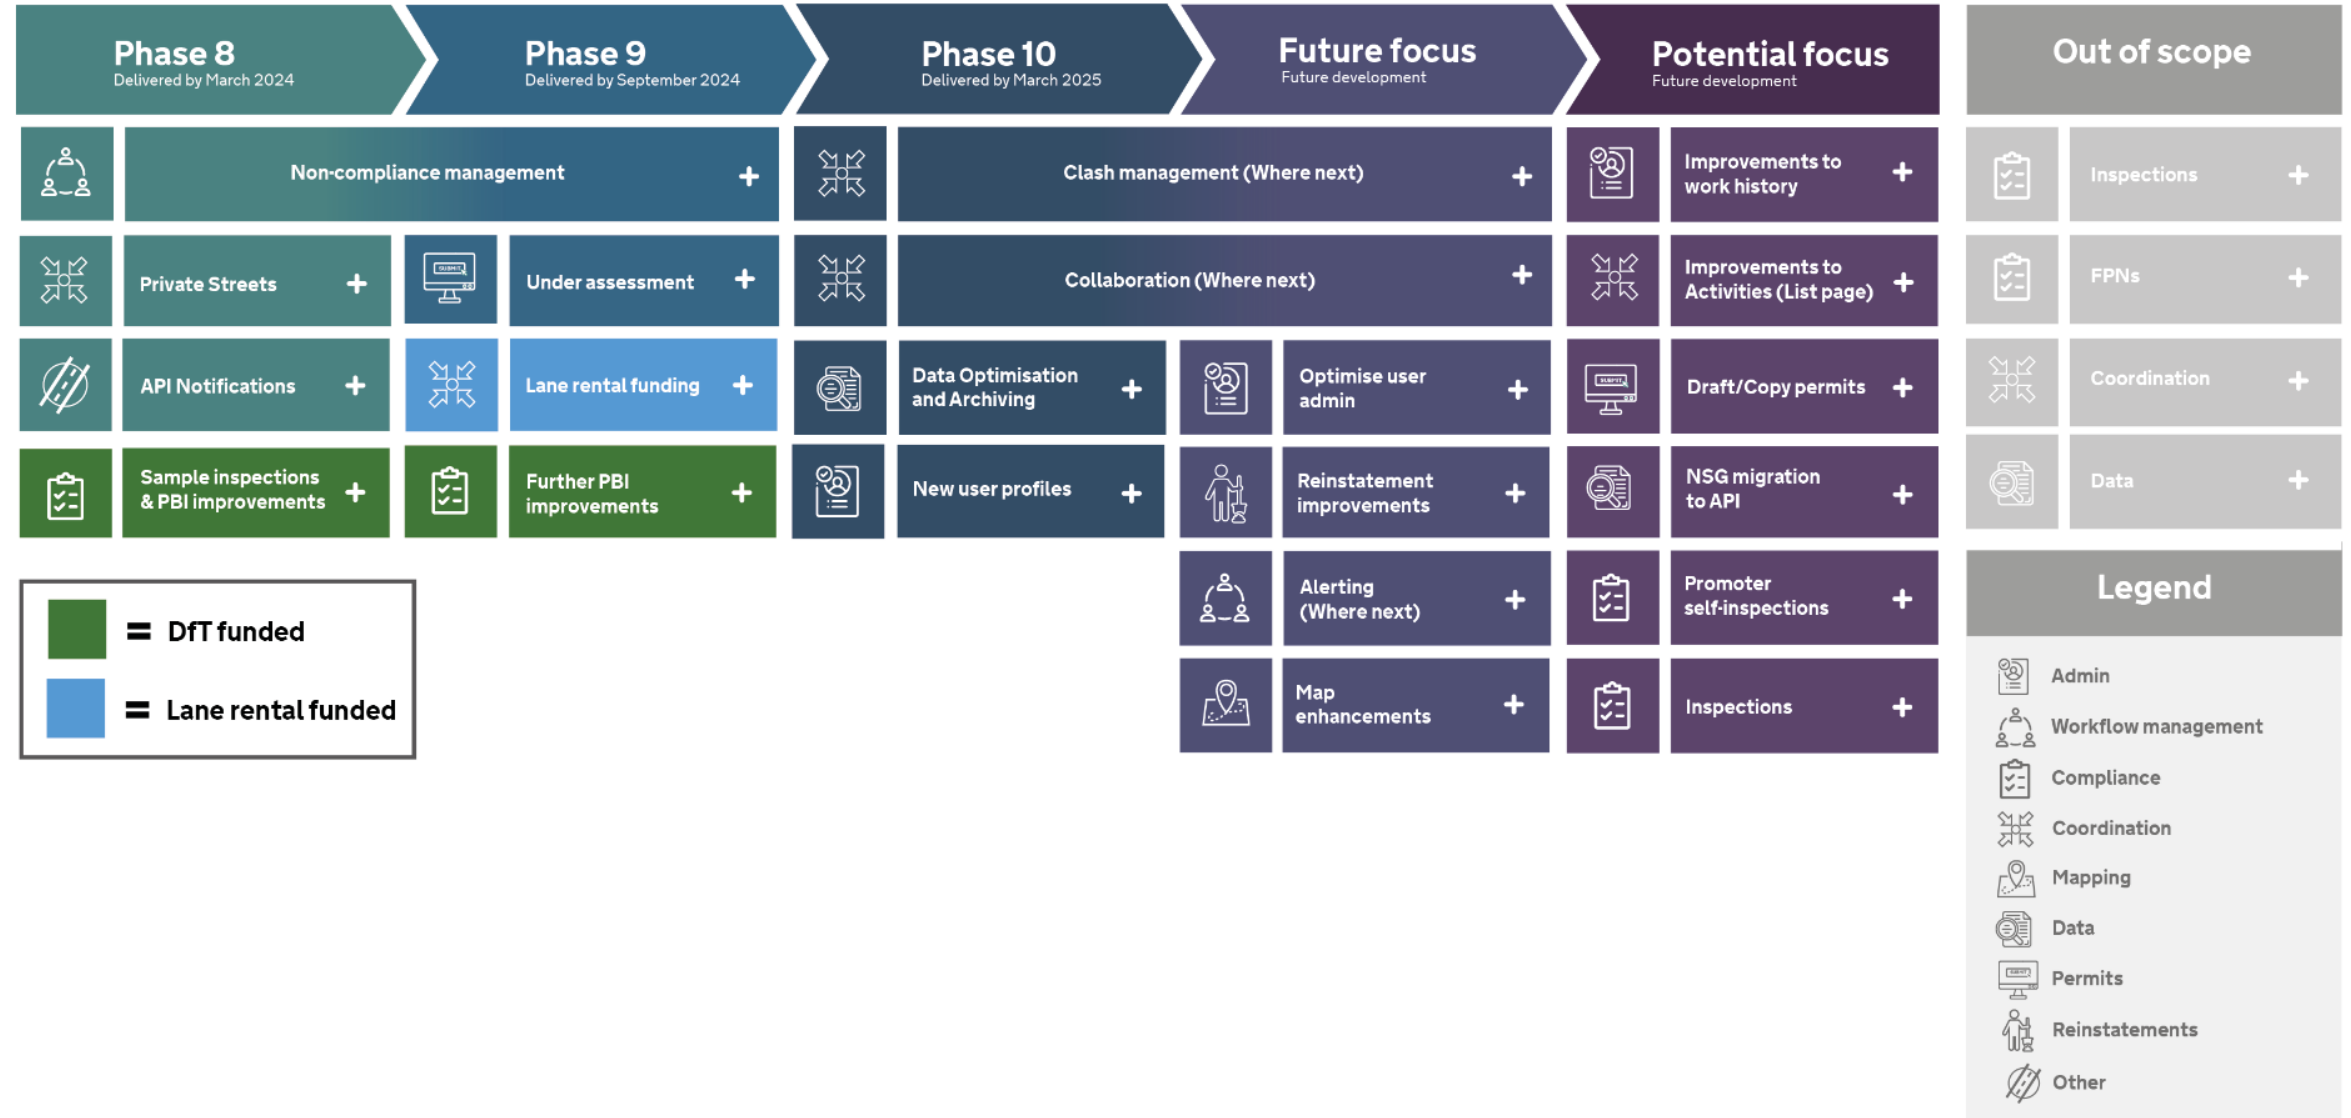 Phase 8
Delivered by March 2024
Phase 9
Delivered by September 2024
Phase 10
Delivered by March 2025
Future focus
Future development
Potential focus
Future development
Out of scope
Non-compliance management +
Clash management (Where next) +
Improvements to
work history +
Inspections +
Private Streets +
SUBMIT
Under assessment +
Collaboration (Where next) +
Improvements to
Activities (List page) +
FPNs +
API Notifications +
Lane rental funding +
Data Optimisation
and Archiving +
Optimise user
admin +
SUBMIT
Draft/Copy permits +
Coordination +
Sample inspections
& PBI improvements +
Further PBI
improvements +
New user profiles +
Reinstatement
improvements +
NSG migration
to API +
Data +
Alerting
(Where next) +
Promoter
self-inspections +
Map
enhancements +
Inspections +
= DfT funded
= Lane rental funded
Legend
Admin
Workflow management
Compliance
Coordination
Mapping
Data
SUBMIT
Permits
Reinstatements
Other